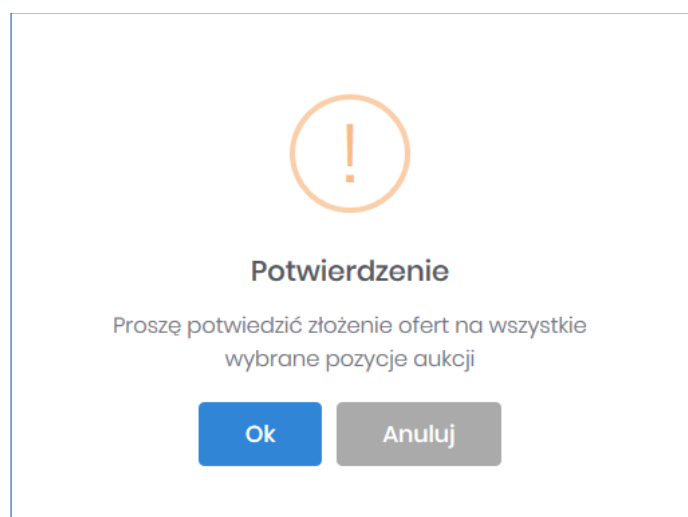 !
Potwierdzenie
Proszę potwiedzić złożenie ofert na wszystkie
wybrane pozycje aukcji
Ok
Anuluj